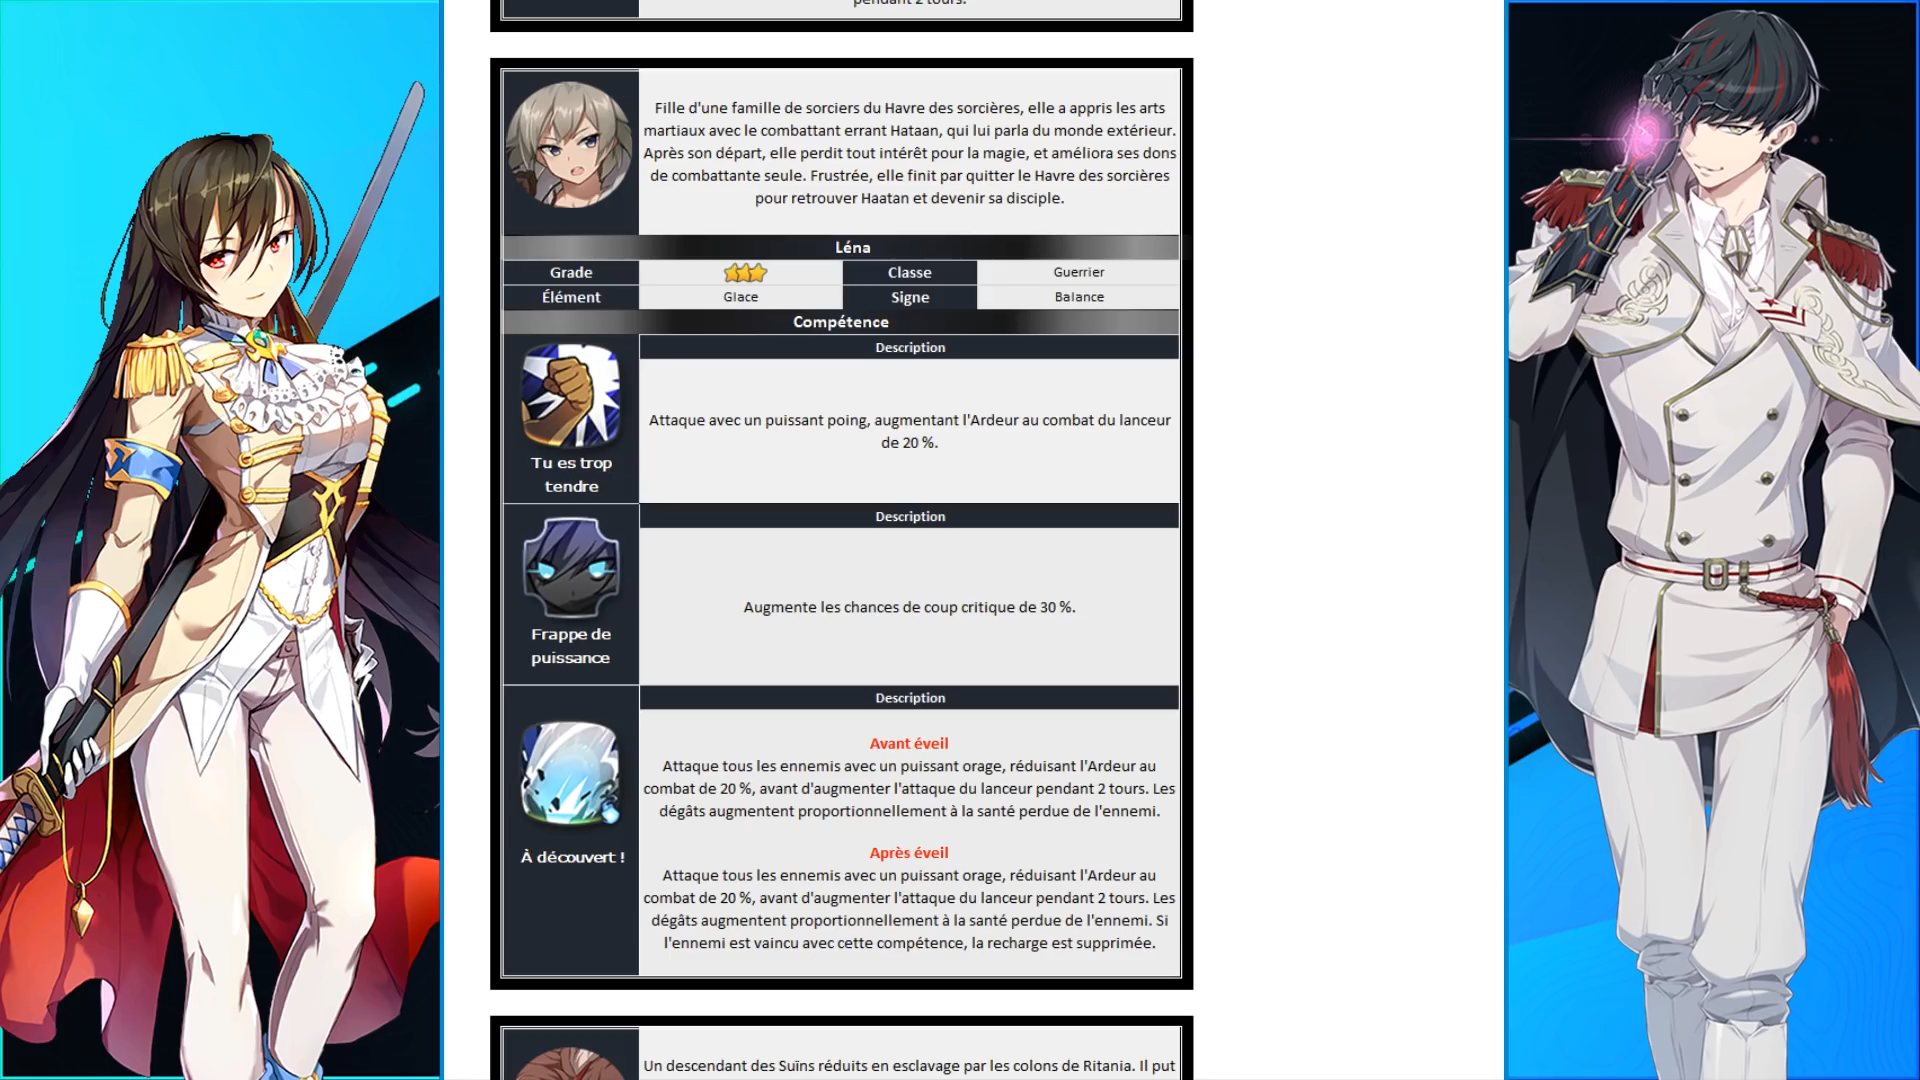 pendant 2 tours.
Fille d'une famille de sorciers du Havre des sorcières, elle a appris les arts
martiaux avec le combattant errant Hataan, qui lui parla du monde extérieur.
Après son départ, elle perdit tout intérêt pour la magie, et améliora ses dons
de combattante seule. Frustrée, elle finit par quitter le Havre des sorcières
pour retrouver Haatan et devenir sa disciple.
Léna
Grade
Classe
Guerrier
Élément
Glace
Signe
Balance
Compétence
Tu es trop
tendre
Description
Attaque avec un puissant poing, augmentant l'Ardeur au combat du lanceur
de 20 %.
Frappe de
puissance
Description
Augmente les chances de coup critique de 30 %.
À découvert !
Description
Avant éveil
Attaque tous les ennemis avec un puissant orage, réduisant l'Ardeur au
combat de 20 %, avant d'augmenter l'attaque du lanceur pendant 2 tours. Les
dégâts augmentent proportionnellement à la santé perdue de l'ennemi.
Après éveil
Attaque tous les ennemis avec un puissant orage, réduisant l'Ardeur au
combat de 20 %, avant d'augmenter l'attaque du lanceur pendant 2 tours. Les
dégâts augmentent proportionnellement à la santé perdue de l'ennemi. Si
l'ennemi est vaincu avec cette compétence, la recharge est supprimée.
Un descendant des Suïns réduits en esclavage par les colons de Ritania. Il put